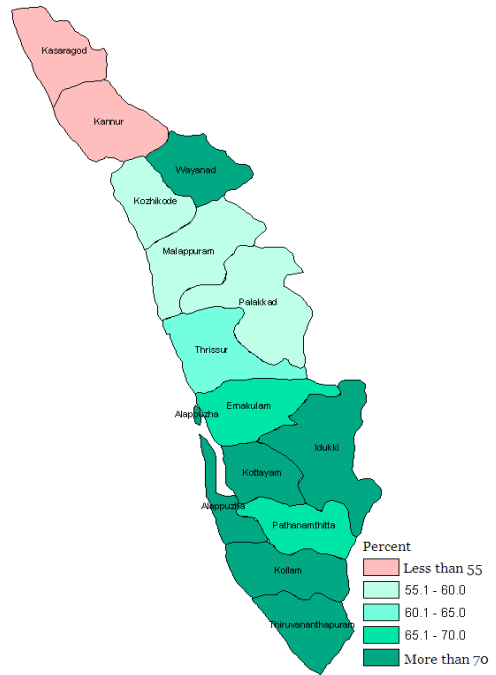 Kasaragod
Kannur
Wayanad
Kozhikode
Malappuram
Palakkad
Thrissur
Ernakulam
Alappuzha
Idukki
Kottayam
Alappuzha
Pathanamthitta
Kollam
Thiruvananthapuram
Percent
Less than 55
55.1 - 60.0
60.1 - 65.0
65.1 - 70.0
More than 70